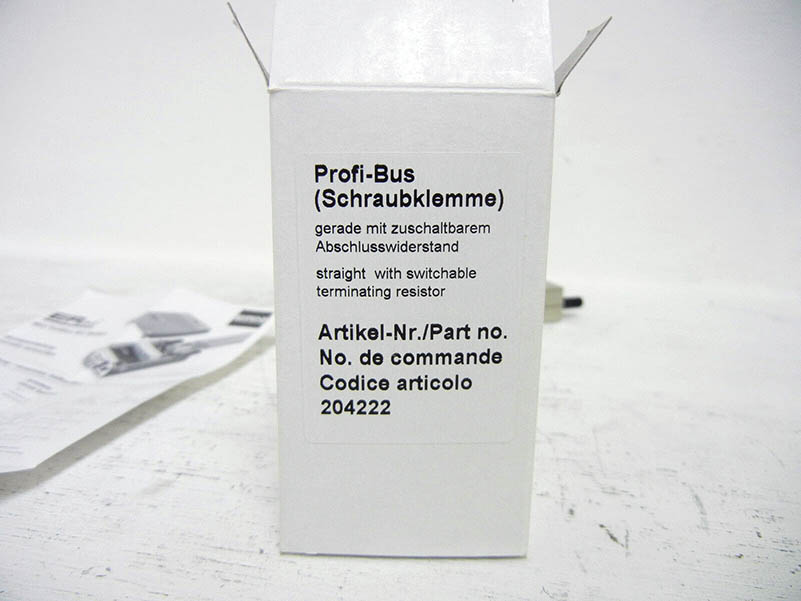 Profi-Bus
(Schraubklemme)
gerade mit zuschaltbarem
Abschlusswiderstand
straight with switchable
terminating resistor
Artikel-Nr./Part no.
No. de commande
Codice articolo
204222